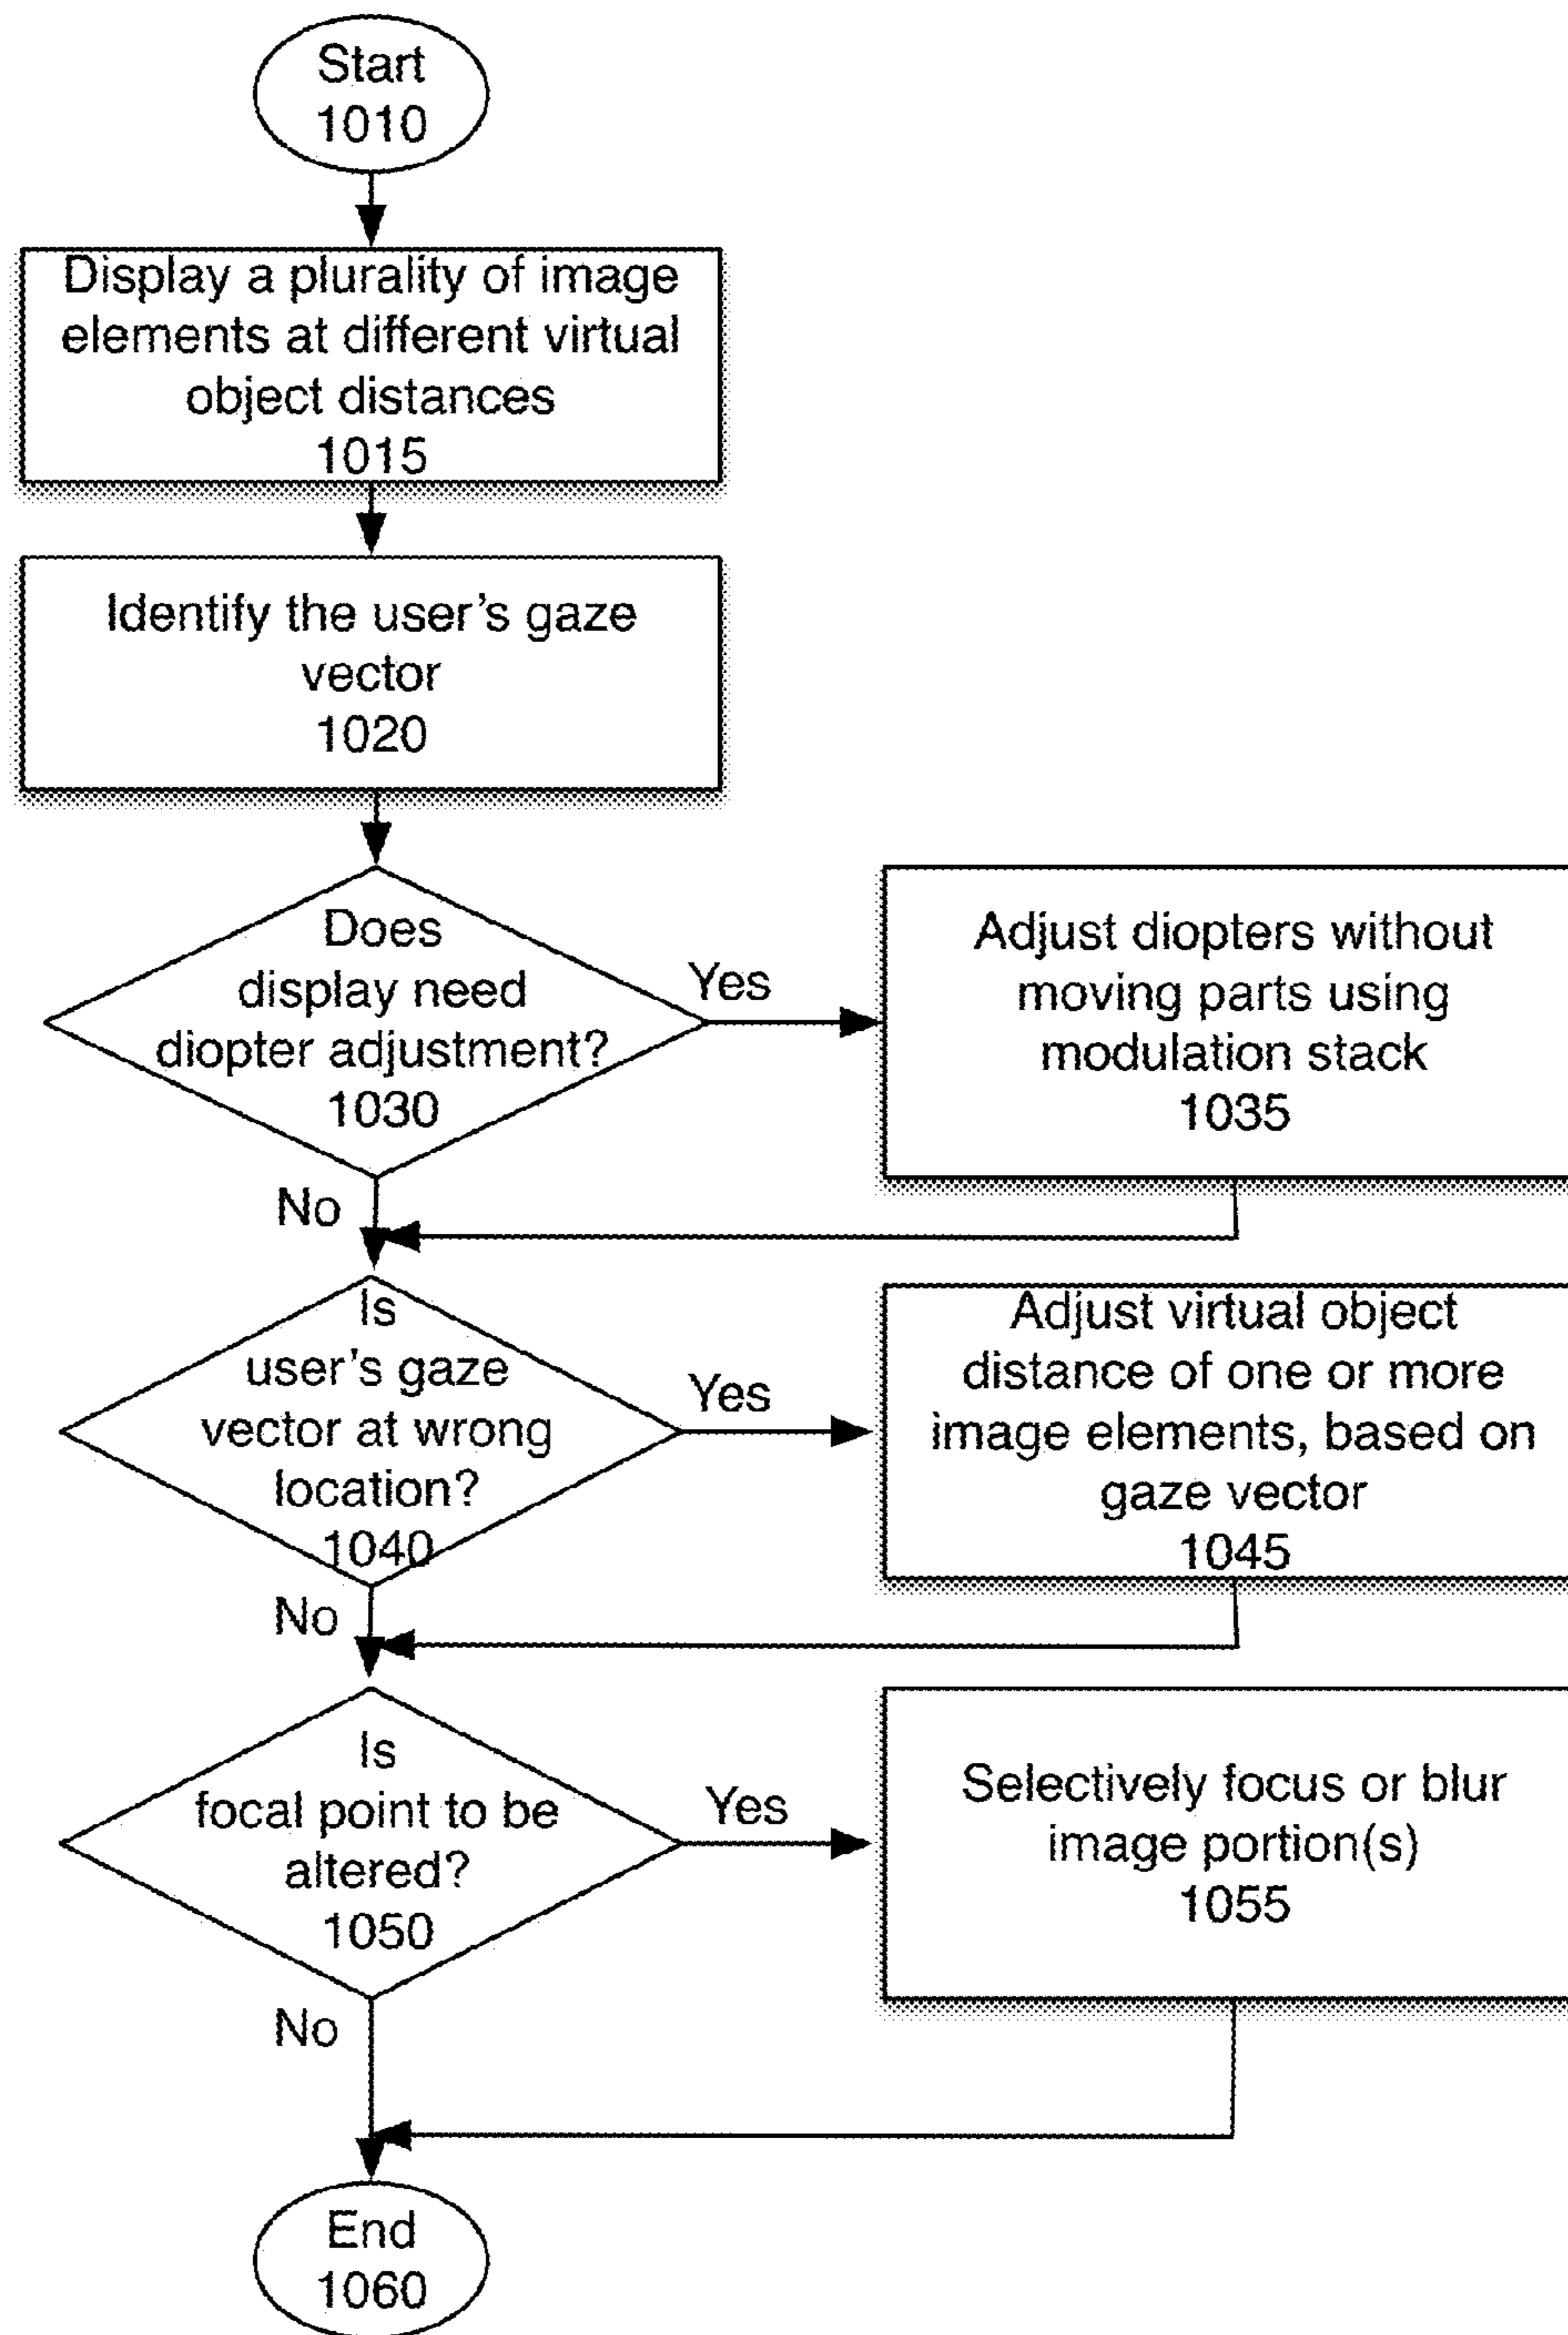 Start
1010
Display a plurality of image
elements at different virtual
object distances
1015
Identify the user's gaze
vector
1020
Does
display need
diopter adjustment?
1030
Yes
Adjust diopters without
moving parts using
modulation stack
1035
No
Is
user's gaze
vector at wrong
location?
1040
Yes
Adjust virtual object
distance of one or more
image elements, based on
gaze vector
1045
No
Is
focal point to be
altered?
1050
Yes
Selectively focus or blur
image portion(s)
1055
No
End
1060